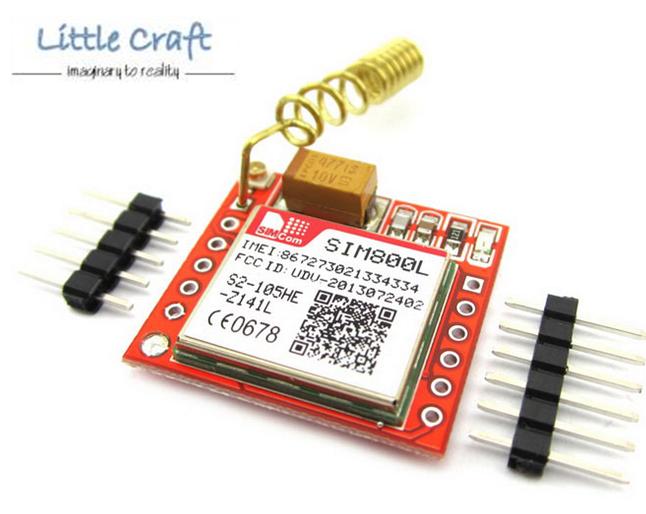 Little Craft
imaginary to reality
477
10V
SIMCom
SIM800L
IMEI:867273021334334
FCC ID: UDV-2013072402
S2-105HE
-Z141L
CE0678